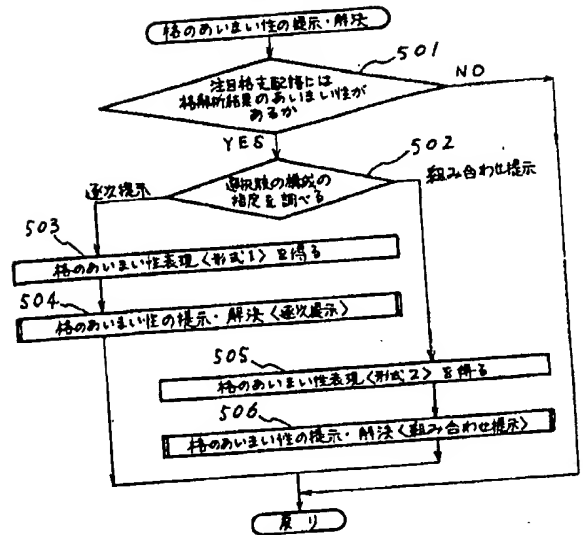 格のあいまい性の提示・解決
501
注目格支配語には
格解析結果のあいまい性が
あるか
NO
YES
502
選択肢の構成の
指定を調べる
逐次提示
組み合わせ提示
503
格のあいまい性表現〈形式1〉を得る
504
格のあいまい性の提示・解決〈逐次提示〉
505
格のあいまい性表現〈形式2〉を得る
506
格のあいまい性の提示・解決〈組み合わせ提示〉
戻り